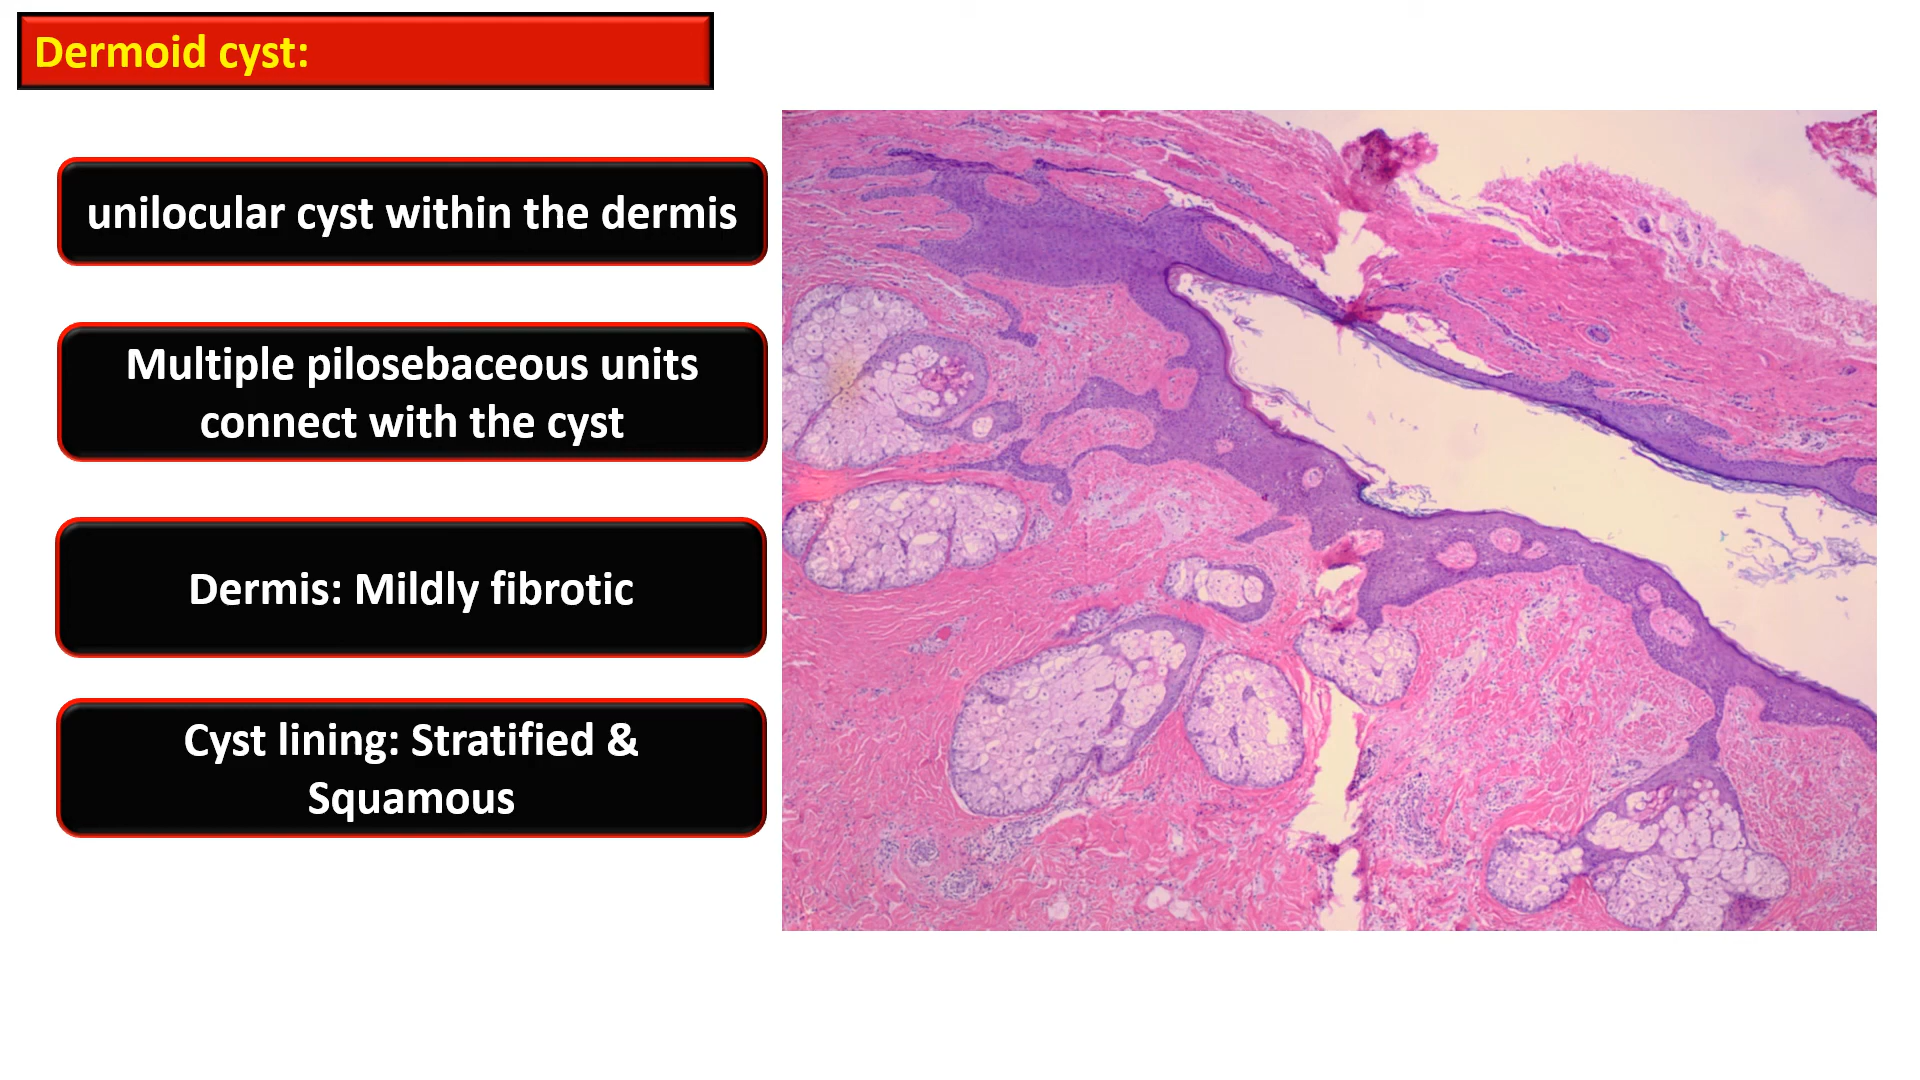 Dermoid cyst:
unilocular cyst within the dermis
Multiple pilosebaceous units
connect with the cyst
Dermis: Mildly fibrotic
Cyst lining: Stratified &
Squamous